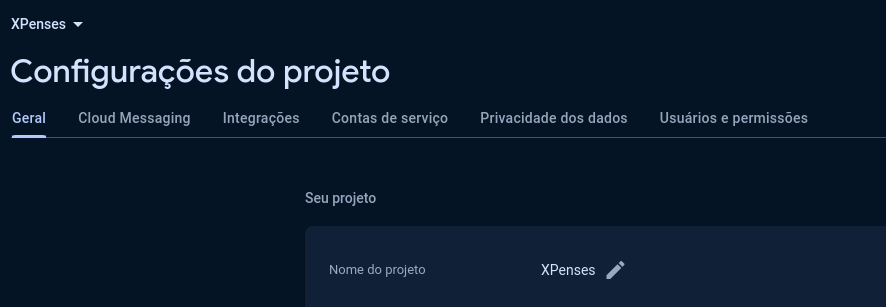 XPenses
Configurações do projeto
Geral Cloud Messaging Integrações Contas de serviço Privacidade dos dados Usuários e permissões
Seu projeto
Nome do projeto XPenses